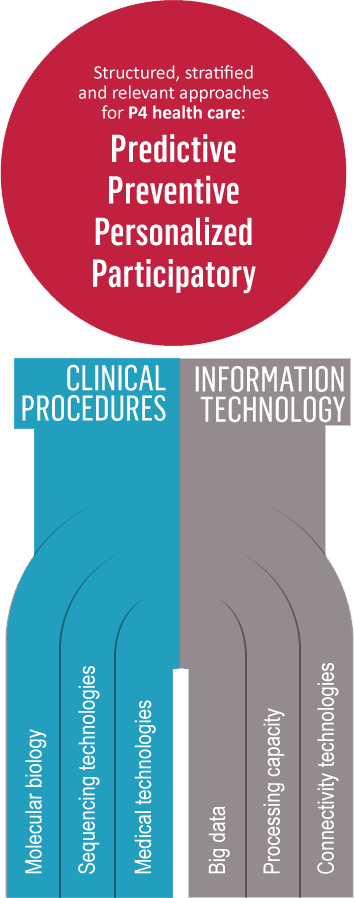 Structured, stratified
and relevant approaches
for P4 health care:
Predictive
Preventive
Personalized
Participatory
CLINICAL
PROCEDURES
INFORMATION
TECHNOLOGY
Molecular biology
Sequencing technologies
Medical technologies
Big data
Processing capacity
Connectivity technologies